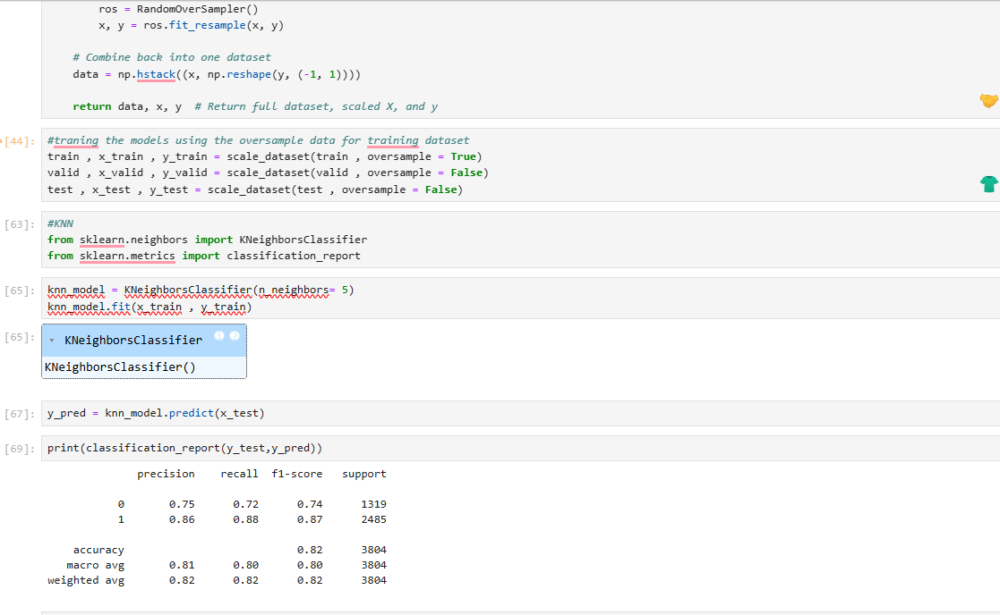 ros = RandomOverSampler()
x, y = ros.fit_resample(x, y)
# Combine back into one dataset
data = np.hstack((x, np.reshape(y, (-1, 1))))
return data, x, y  # Return full dataset, scaled X, and y
[44]: #traning the models using the oversample data for training dataset
train , x_train , y_train = scale_dataset(train , oversample = True)
valid , x_valid , y_valid = scale_dataset(valid , oversample = False)
test , x_test , y_test = scale_dataset(test , oversample = False)
[63]: #KNN
from sklearn.neighbors import KNeighborsClassifier
from sklearn.metrics import classification_report
[65]: knn_model = KNeighborsClassifier(n_neighbors= 5)
knn_model.fit(x_train , y_train)
[65]: KNeighborsClassifier
KNeighborsClassifier()
[67]: y_pred = knn_model.predict(x_test)
[69]: print(classification_report(y_test,y_pred))
precision recall f1-score support
0 0.75 0.72 0.74 1319
1 0.86 0.88 0.87 2485
accuracy 0.82 3804
macro avg 0.81 0.80 0.80 3804
weighted avg 0.82 0.82 0.82 3804